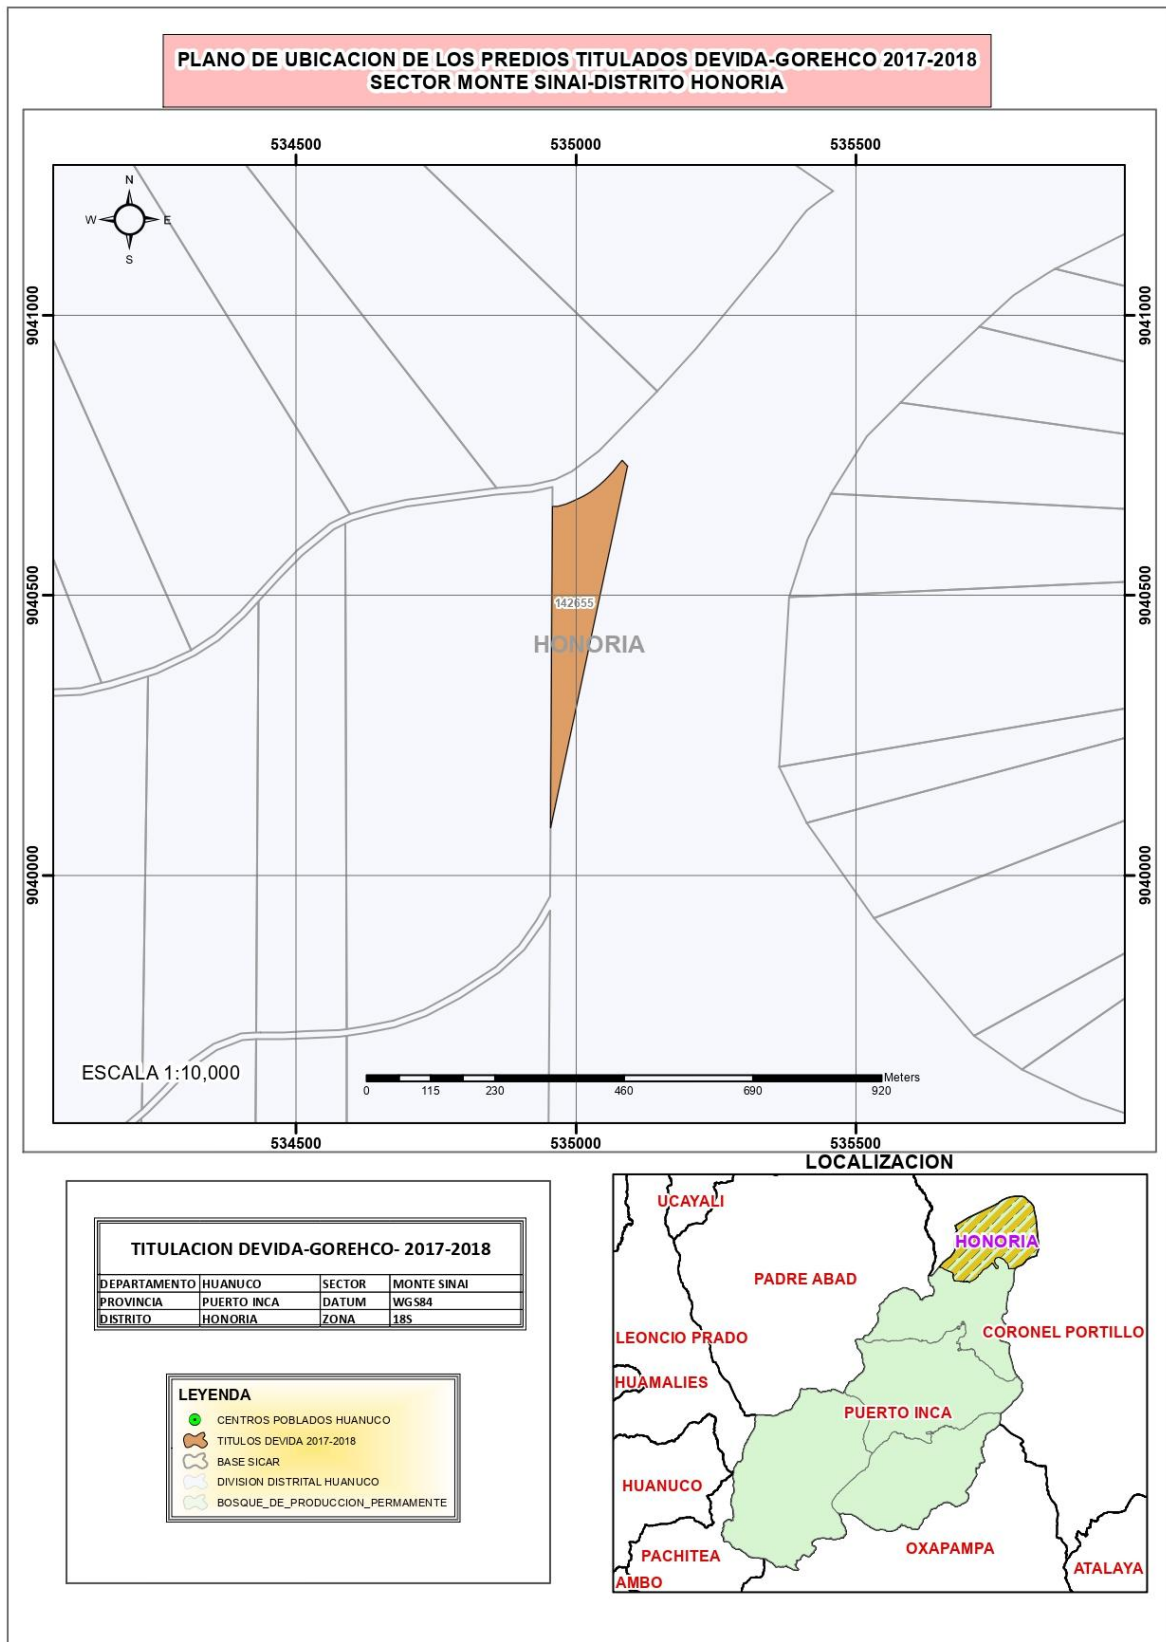 PLANO DE UBICACION DE LOS PREDIOS TITULADOS DEVIDA-GOREHCO 2017-2018
SECTOR MONTE SINAI-DISTRITO HONORIA
534500 535000 535500
N
W E
S
9041000 9041000
9040500 9040500
142655
HONORIA
9040000 9040000
ESCALA 1:10,000
Meters
0 115 230 460 690 920
534500 535000 535500
LOCALIZACION
TITULACION DEVIDA-GOREHCO- 2017-2018
DEPARTAMENTO HUANUCO SECTOR MONTE SINAI
PROVINCIA PUERTO INCA DATUM WGS84
DISTRITO HONORIA ZONA 18S
LEYENDA
CENTROS POBLADOS HUANUCO
TITULOS DEVIDA 2017-2018
BASE SICAR
DIVISION DISTRITAL HUANUCO
BOSQUE_DE_PRODUCCION_PERMAMENTE
UCAYALI
HONORIA
PADRE ABAD
LEONCIO PRADO
CORONEL PORTILLO
HUAMALIES
PUERTO INCA
HUANUCO
PACHITEA
OXAPAMPA
ATALAYA
AMBO